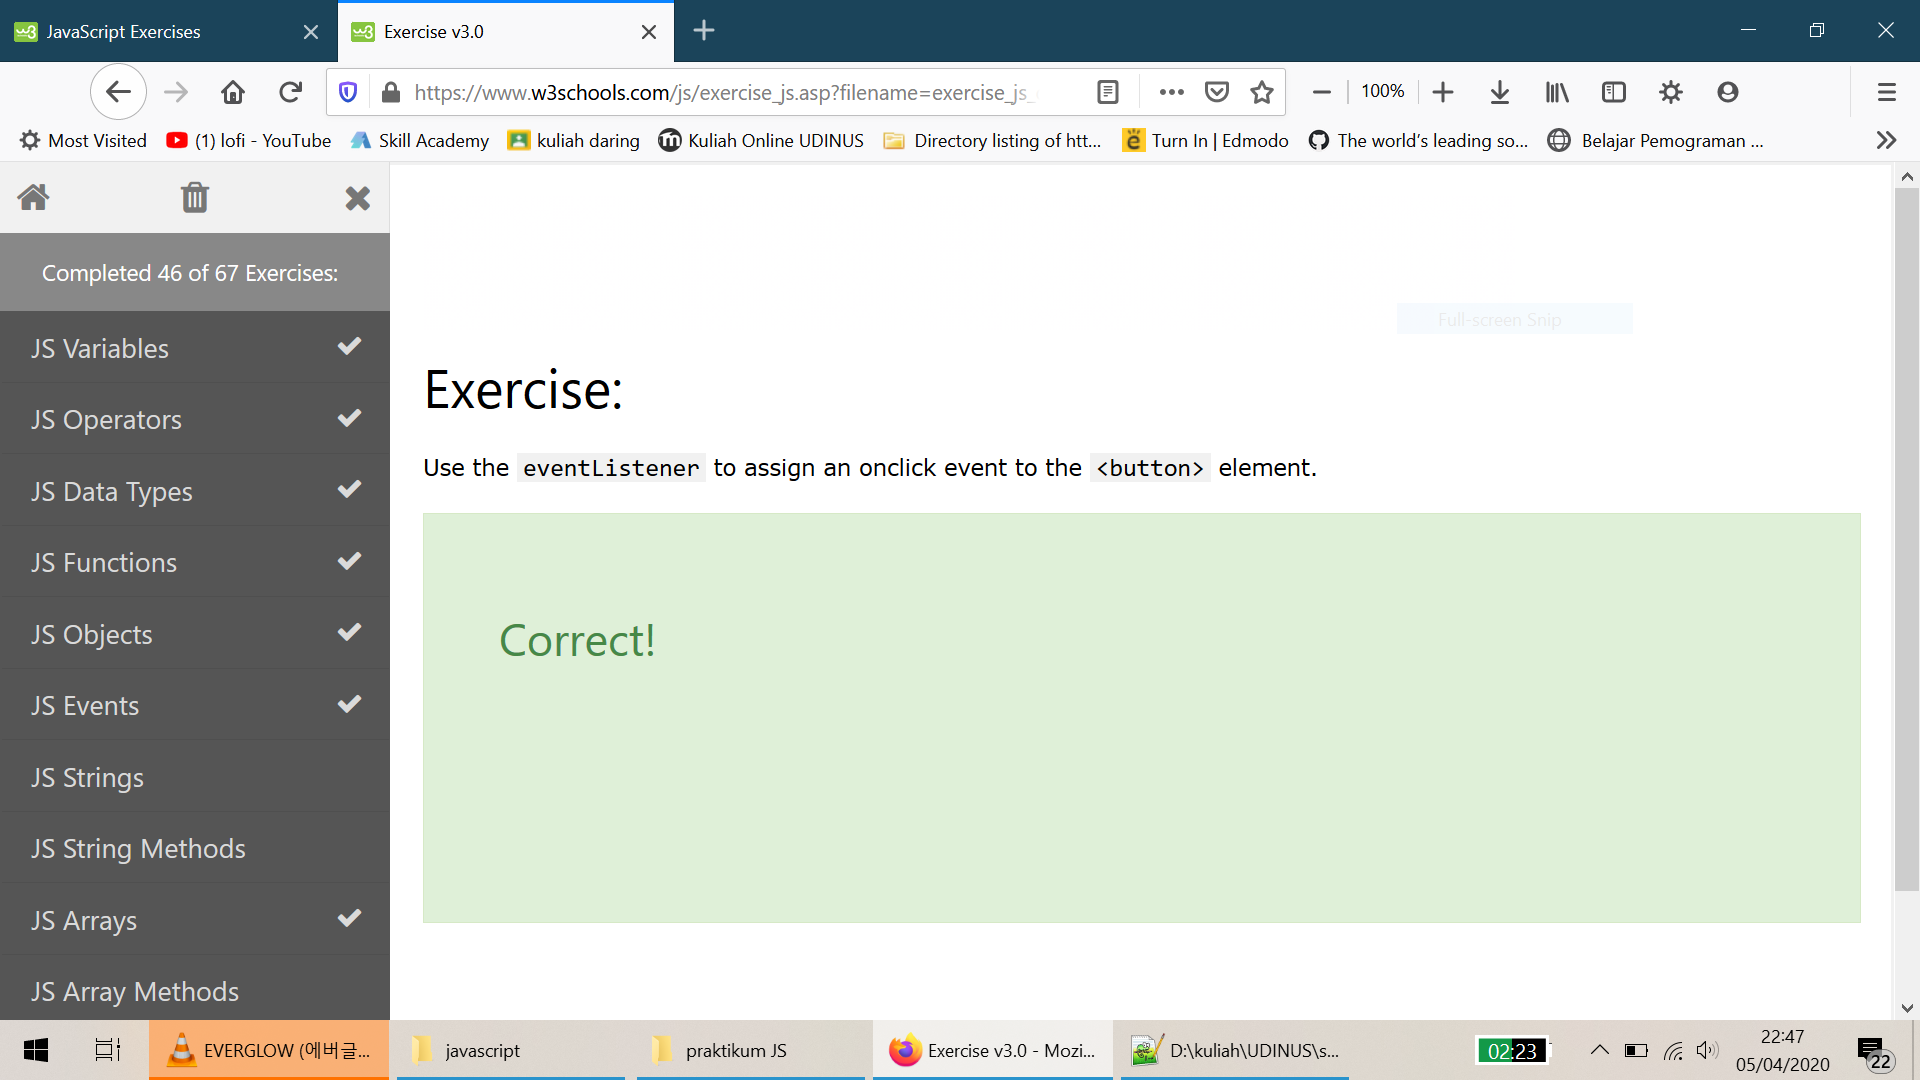 JavaScript Exercises
Exercise v3.0
https://www.w3schools.com/js/exercise_js.asp?filename=exercise_js_
100%
Most Visited
(1) lofi - YouTube
Skill Academy
kuliah daring
Kuliah Online UDINUS
Directory listing of htt...
Turn In | Edmodo
The world's leading so...
Belajar Pemograman ...
Completed 46 of 67 Exercises:
JS Variables
JS Operators
JS Data Types
JS Functions
JS Objects
JS Events
JS Strings
JS String Methods
JS Arrays
JS Array Methods
Full-screen Snip
Exercise:
Use the eventListener to assign an onclick event to the <button> element.
Correct!
EVERGLOW (에버글...
javascript
praktikum JS
Exercise v3.0 - Mozi...
D:\kuliah\UDINUS\s...
02:23
22:47
05/04/2020
22